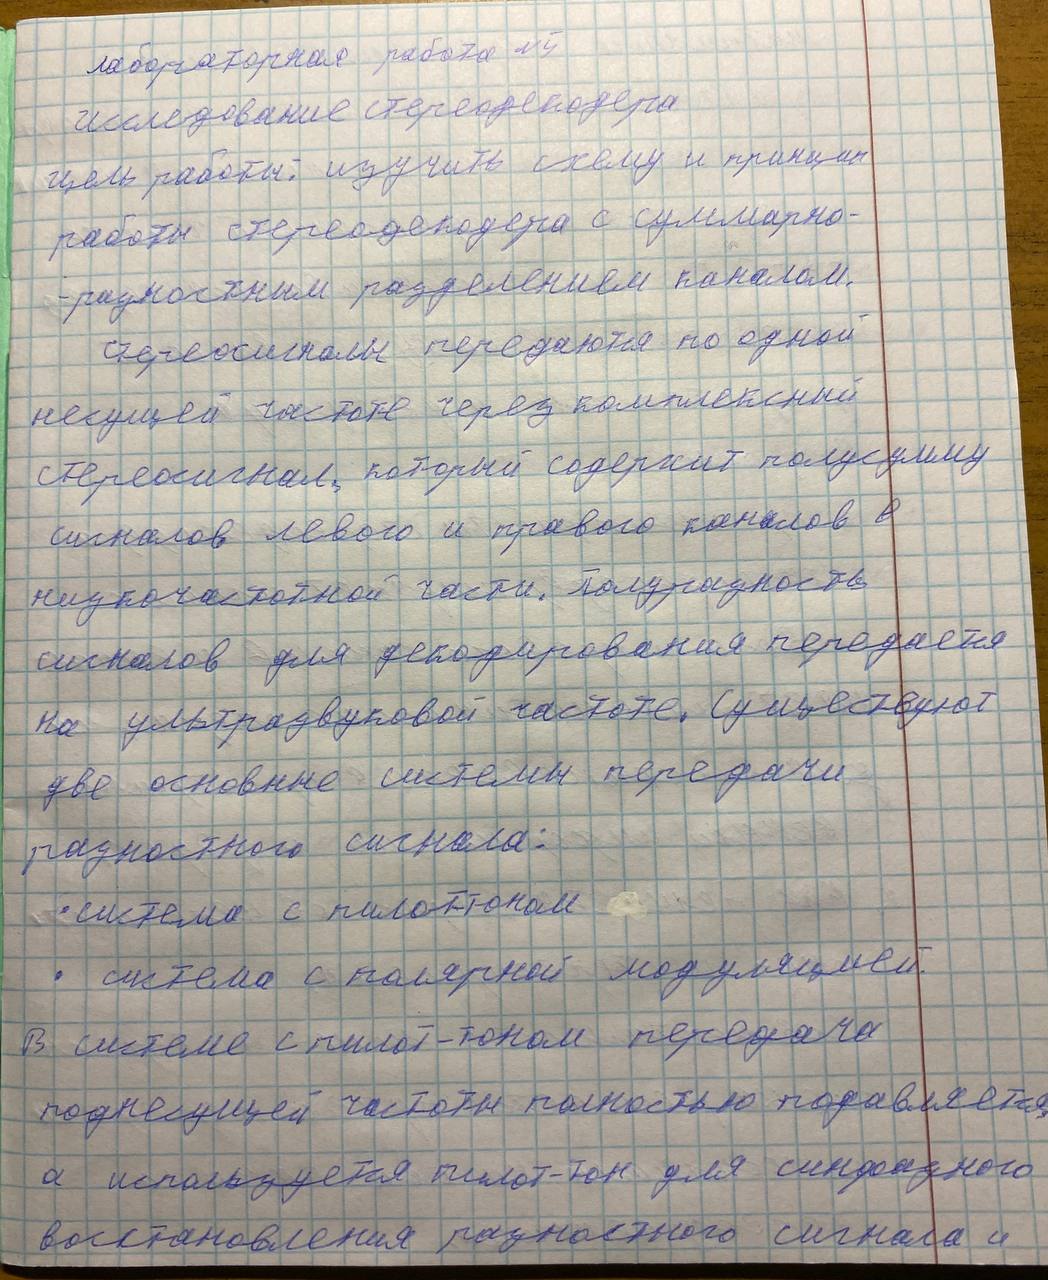 лабораторная работа №4
исследование стереодекодера
цель работы: изучить схему и принцип
работы стереодекодера с суммарно-
-разностным разделением каналом.
Стереосигналы передаются по одной
несущей частоте через комплексный
стереосигнал, который содержит полусумму
сигналов левого и правого каналов в
низкочастотной части. Полуразность
сигналов для декодирования передается
на ультразвуковой частоте. Существуют
две основные системы передачи
разностного сигнала:
• система с пилот-тоном
• система с полярной модуляцией.
В системе с пилот-тоном передача
поднесущей частоты полностью подавляется,
а используется пилот-тон для синфазного
восстановления разностного сигнала и